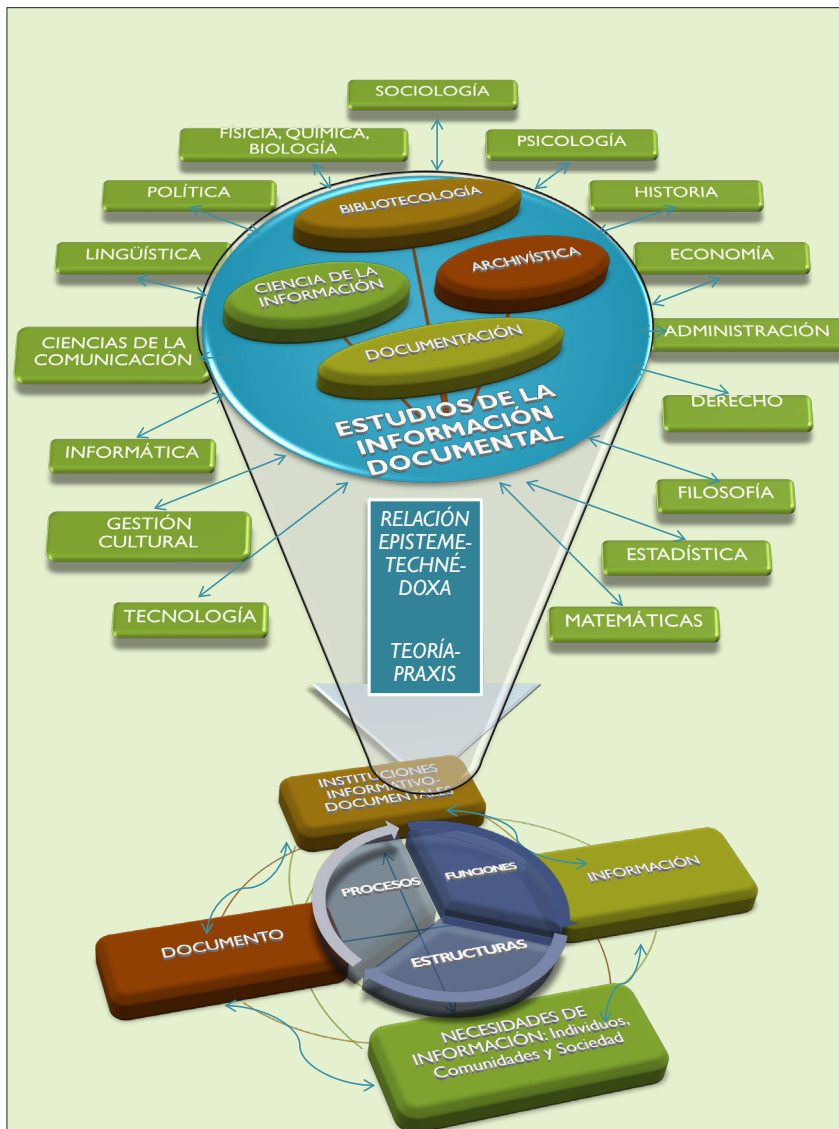 SOCIOLOGÍA
FÍSICIA, QUÍMICA,
BIOLOGÍA
PSICOLOGÍA
POLÍTICA
HISTORIA
BIBLIOTECOLOGÍA
LINGÜÍSTICA
ECONOMÍA
ARCHIVÍSTICA
CIENCIA DE LA
INFORMACIÓN
CIENCIAS DE LA
COMUNICACIÓN
ADMINISTRACIÓN
DOCUMENTACIÓN
DERECHO
ESTUDIOS DE LA
INFORMACIÓN
DOCUMENTAL
INFORMÁTICA
FILOSOFÍA
GESTIÓN
CULTURAL
ESTADÍSTICA
TECNOLOGÍA
MATEMÁTICAS
RELACIÓN
EPISTEME-
TECHNÉ-
DOXA
TEORÍA-
PRAXIS
INSTITUCIONES
INFORMATIVO-
DOCUMENTALES
INFORMACIÓN
PROCESOS
FUNCIONES
DOCUMENTO
ESTRUCTURAS
NECESIDADES DE
INFORMACIÓN: Individuos,
Comunidades y Sociedad